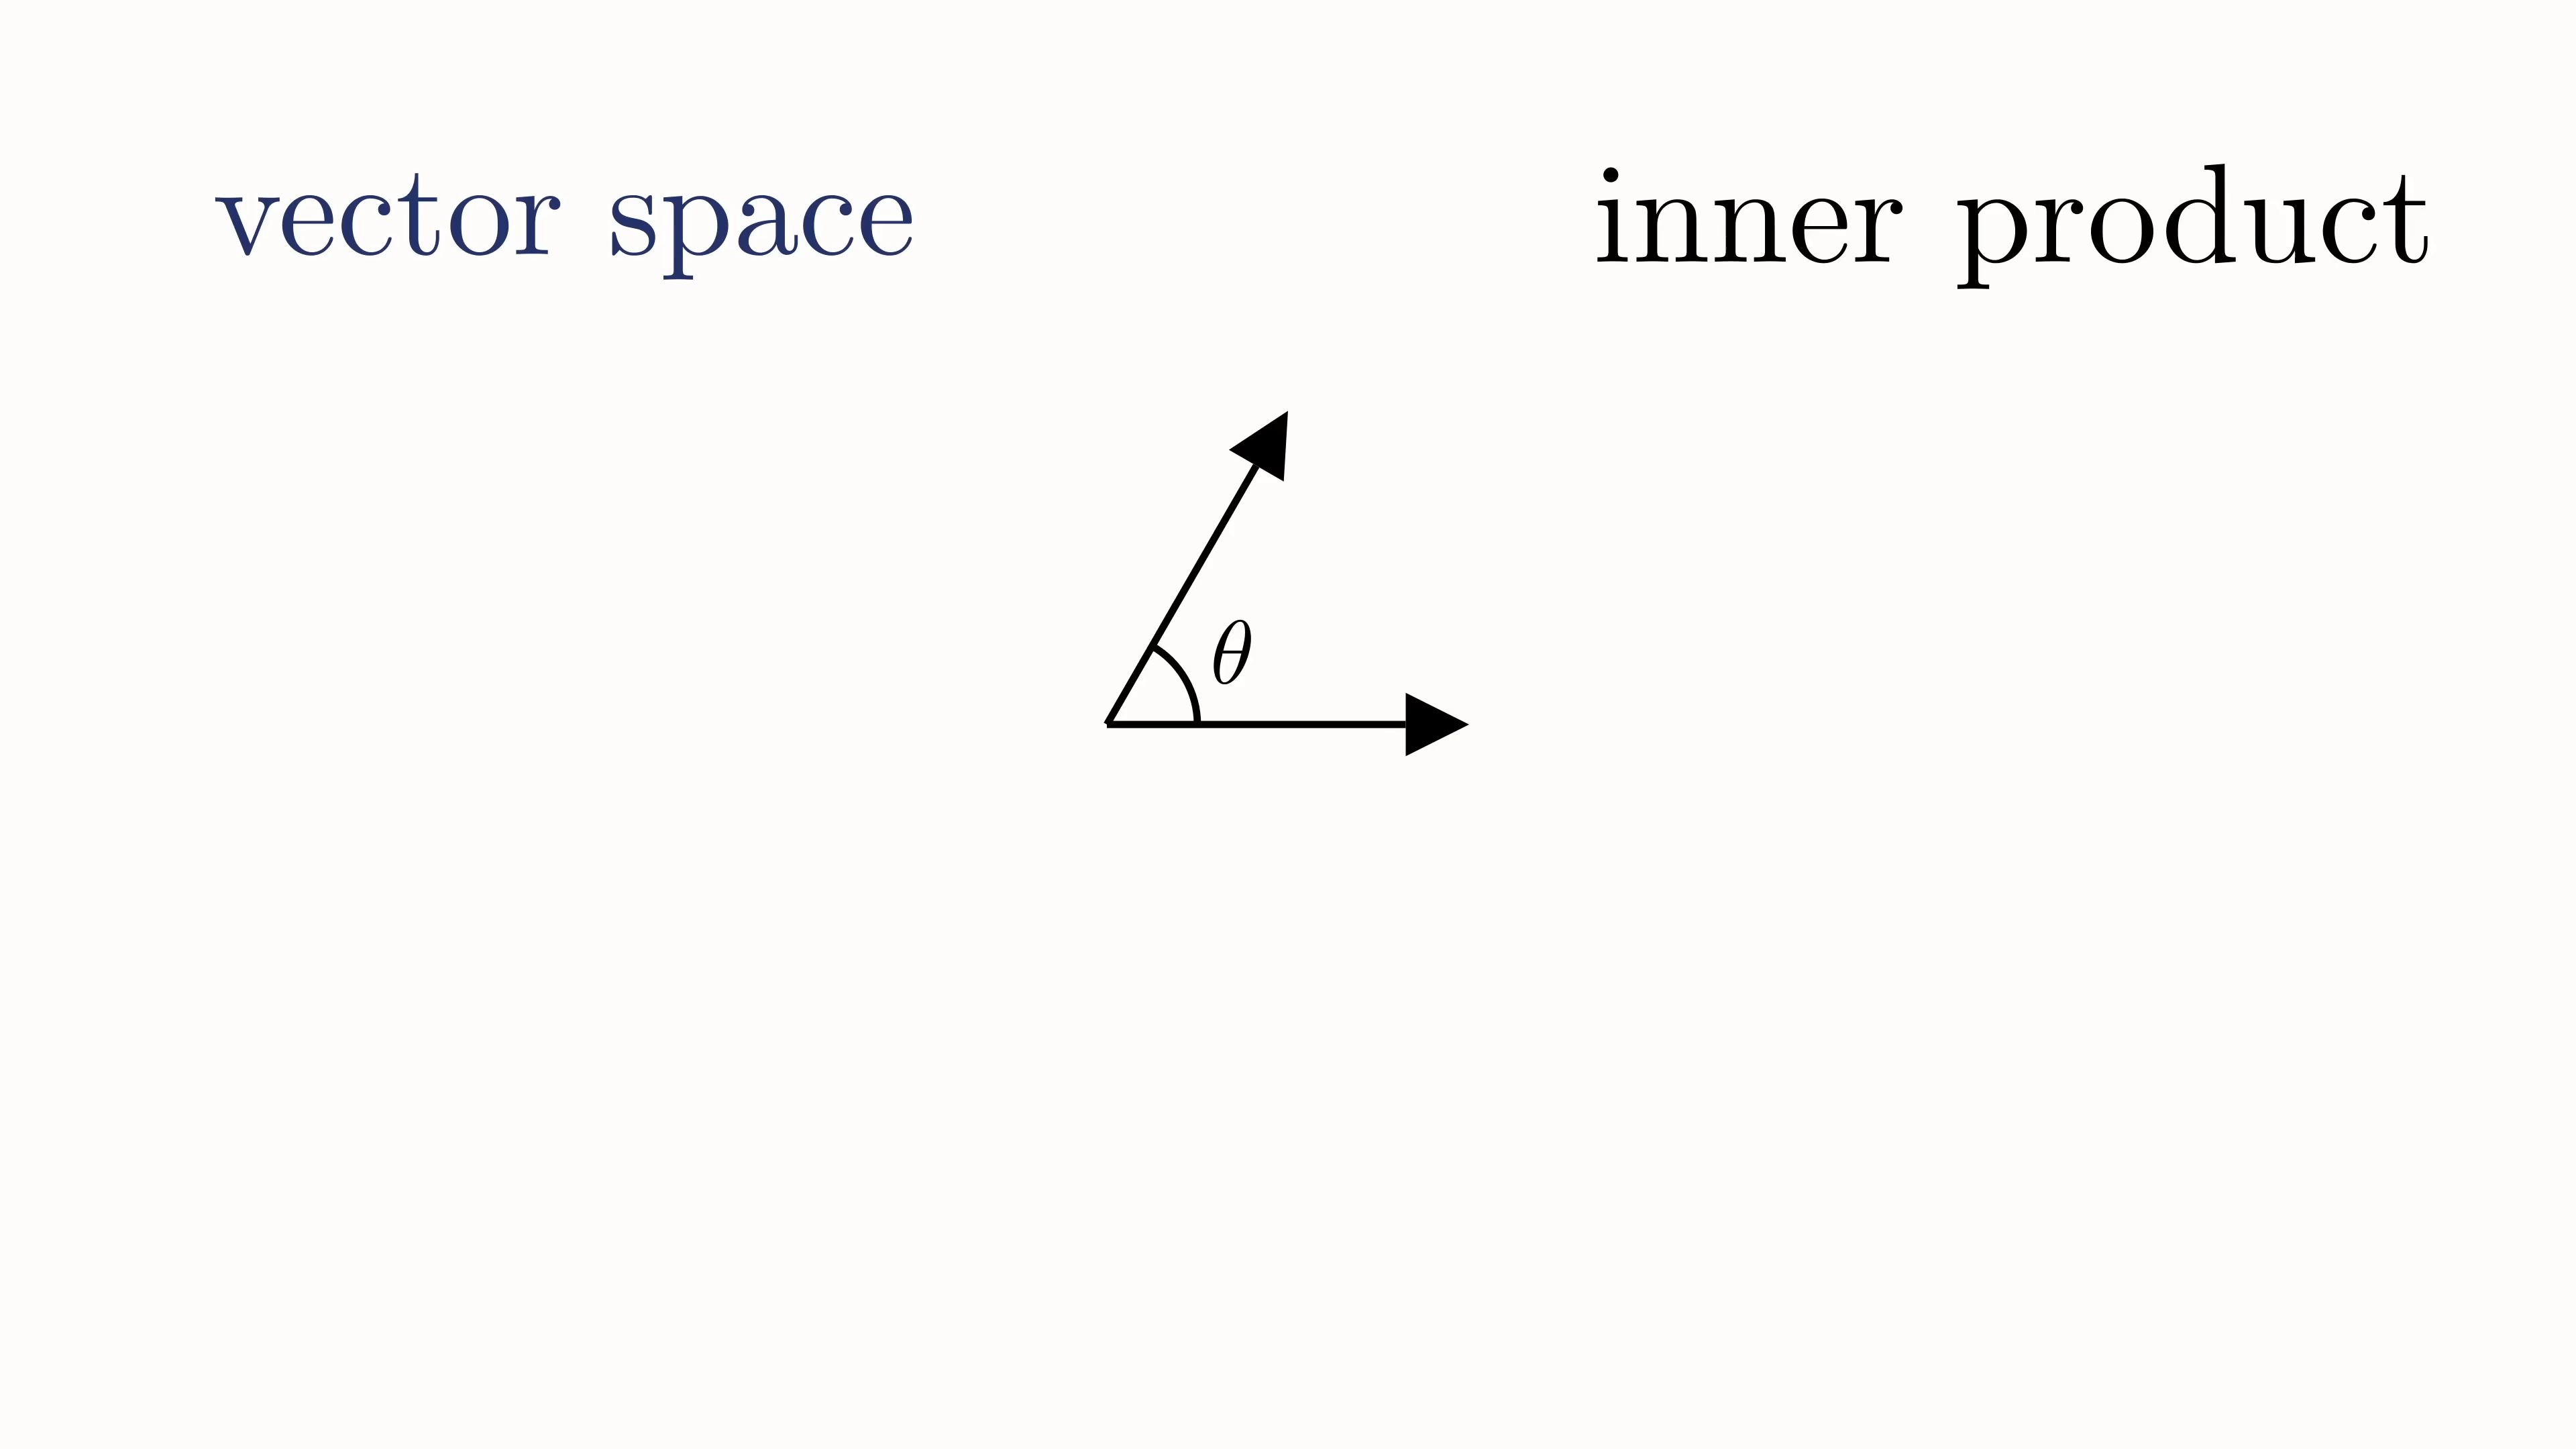 vector space
inner product
θ